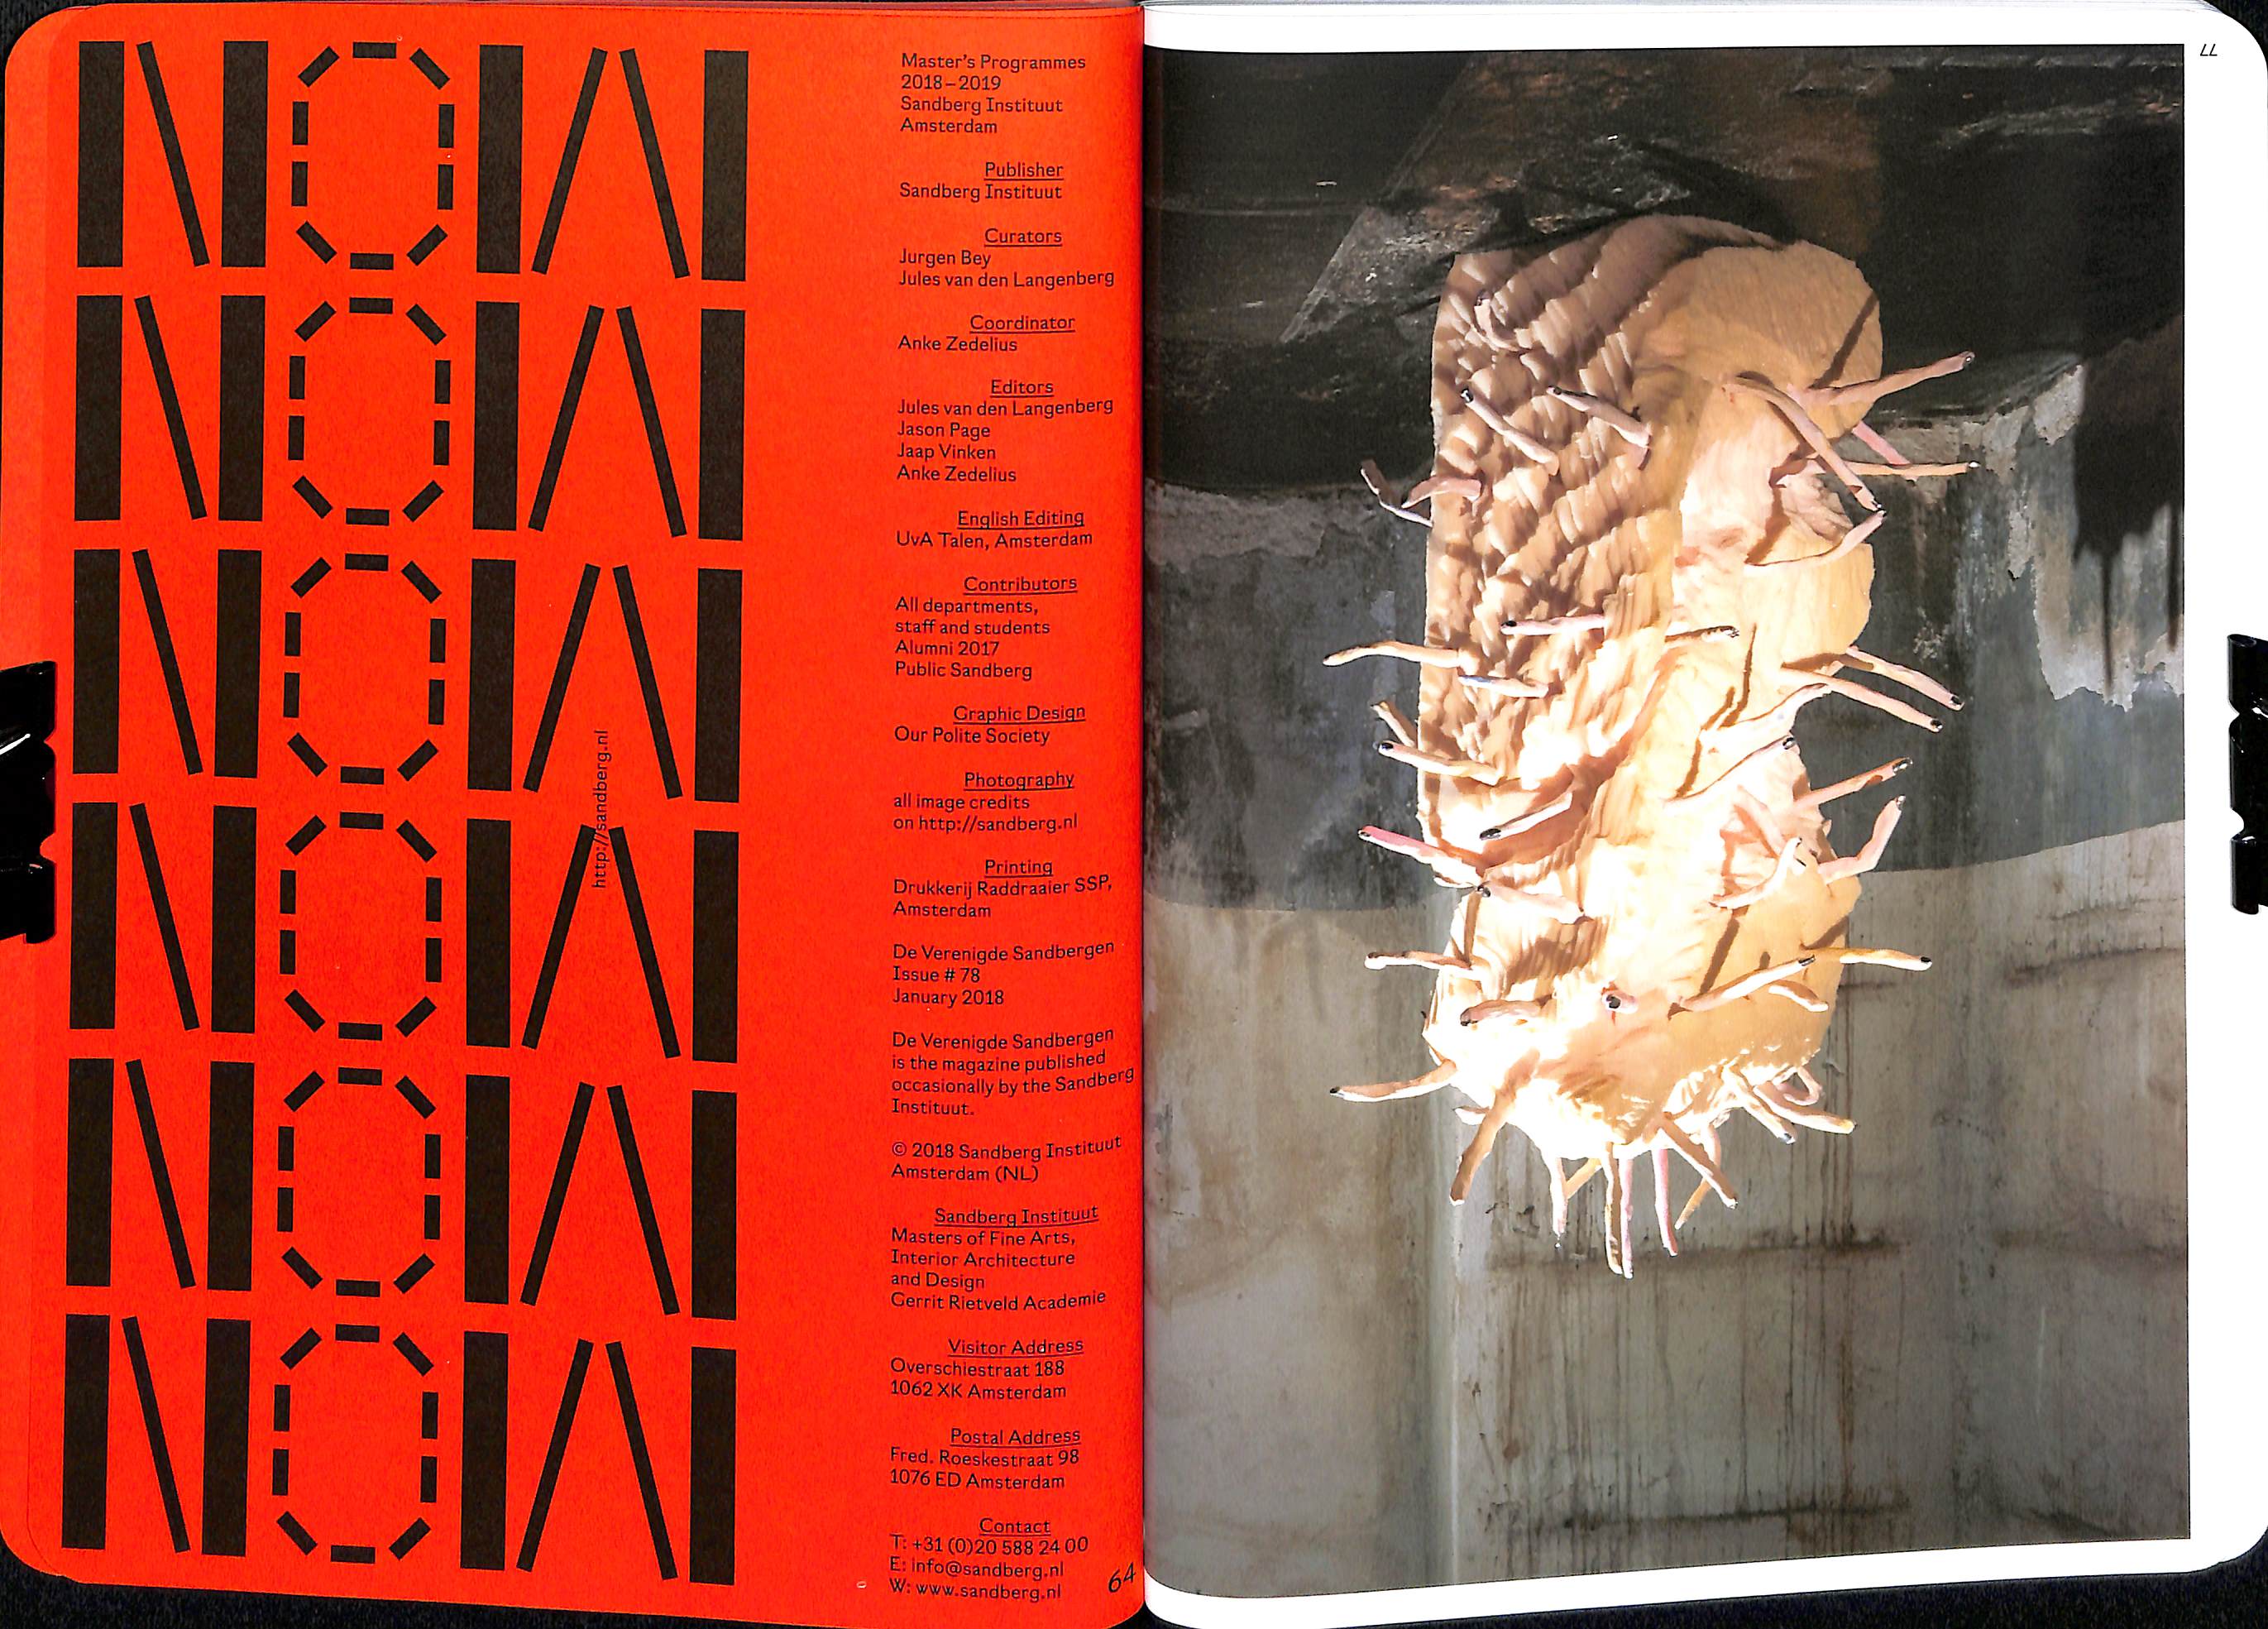 NOW
NOW
NOW
NOW
NOW
NOW
http://sandberg.nl
Master's Programmes
2018–2019
Sandberg Instituut
Amsterdam
Publisher
Sandberg Instituut
Curators
Jurgen Bey
Jules van den Langenberg
Coordinator
Anke Zedelius
Editors
Jules van den Langenberg
Jason Page
Jaap Vinken
Anke Zedelius
English Editing
UvA Talen, Amsterdam
Contributors
All departments,
staff and students
Alumni 2017
Public Sandberg
Graphic Design
Our Polite Society
Photography
all image credits
on http://sandberg.nl
Printing
Drukkerij Raddraaier SSP,
Amsterdam
De Verenigde Sandbergen
Issue # 78
January 2018
De Verenigde Sandbergen
is the magazine published
occasionally by the Sandberg
Instituut.
© 2018 Sandberg Instituut
Amsterdam (NL)
Sandberg Instituut
Masters of Fine Arts,
Interior Architecture
and Design
Gerrit Rietveld Academie
Visitor Address
Overschiestraat 188
1062 XK Amsterdam
Postal Address
Fred. Roeskestraat 98
1076 ED Amsterdam
Contact
T: +31 (0)20 588 24 00
E: info@sandberg.nl
W: www.sandberg.nl
64
77